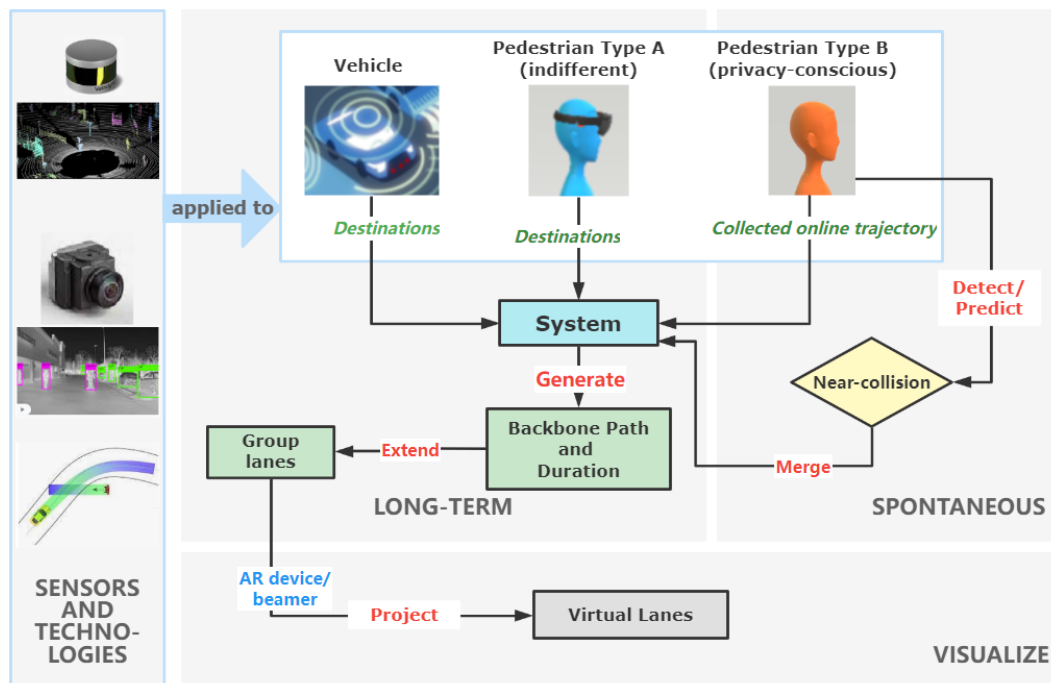 Vehicle
Pedestrian Type A
(indifferent)
Pedestrian Type B
(privacy-conscious)
applied to
Destinations
Destinations
Collected online trajectory
Detect/
Predict
System
Generate
Near-collision
Backbone Path
and
Duration
Group
lanes
Extend
Merge
LONG-TERM
SPONTANEOUS
AR device/
beamer
Project
Virtual Lanes
SENSORS
AND
TECHNO-
LOGIES
VISUALIZE